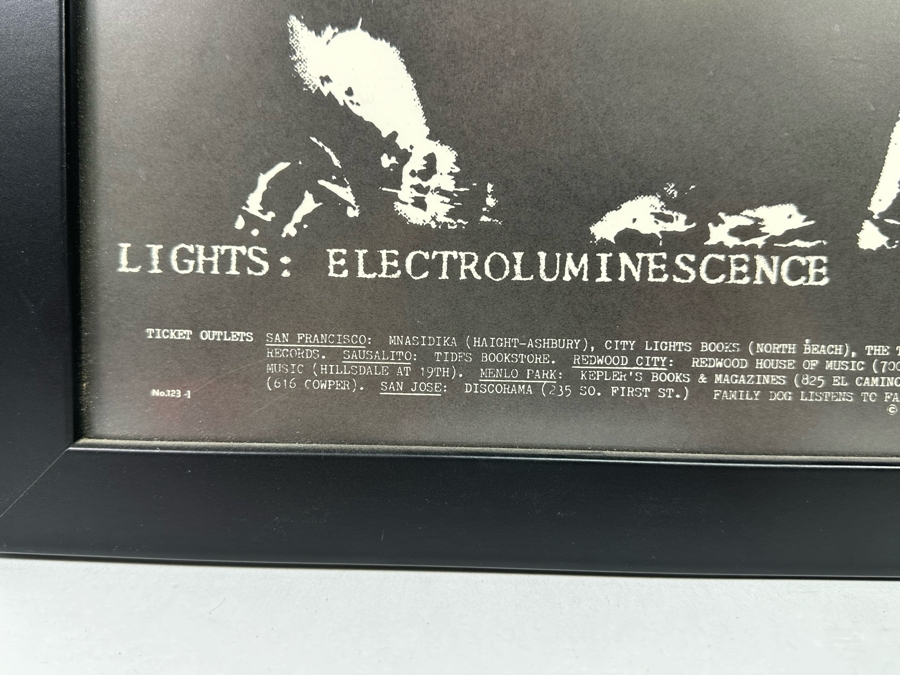 LIGHTS: ELECTROLUMINESCENCE
TICKET OUTLETS SAN FRANCISCO: MNASIDIKA (HAIGHT-ASHBURY), CITY LIGHTS BOOKS (NORTH BEACH), THE T
RECORDS. SAUSALITO: TIDES BOOKSTORE. REDWOOD CITY: REDWOOD HOUSE OF MUSIC (700
MUSIC (HILLSDALE AT 19TH). MENLO PARK: KEPLER'S BOOKS & MAGAZINES (825 EL CAMINO
(616 COWPER). SAN JOSE: DISCORAMA (235 SO. FIRST ST.) FAMILY DOG LISTENS TO FA
No.123 -1
©